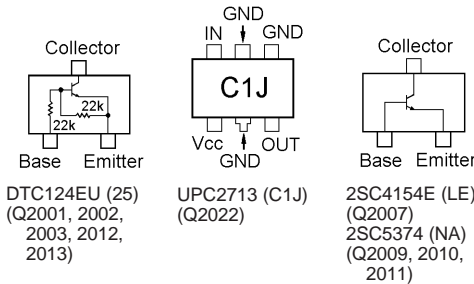 Collector
22k
22k
Base Emitter
DTC124EU (25)
(Q2001, 2002,
2003, 2012,
2013)
GND
IN GND
C1J
Vcc OUT
GND
UPC2713 (C1J)
(Q2022)
Collector
Base Emitter
2SC4154E (LE)
(Q2007)
2SC5374 (NA)
(Q2009, 2010,
2011)